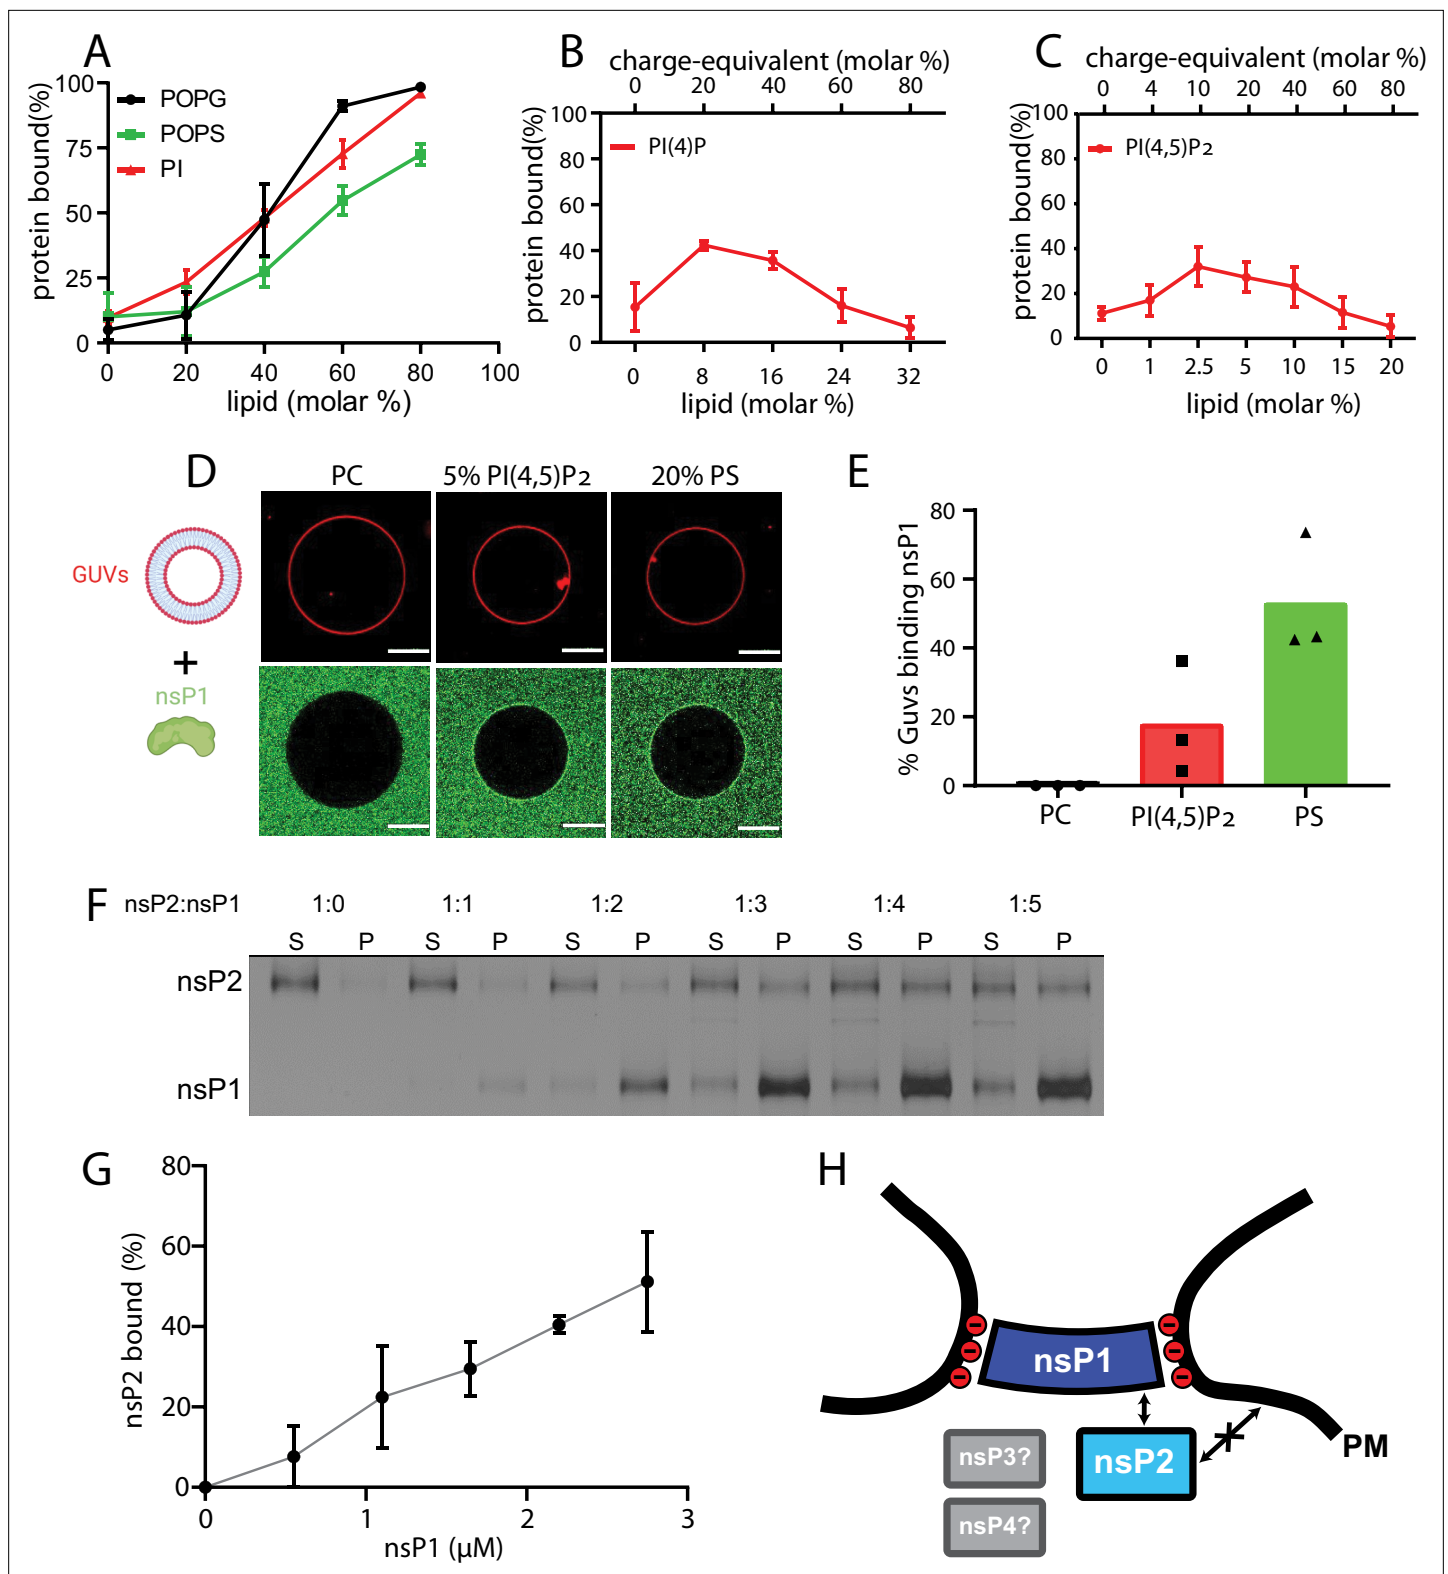 A
100
75
50
25
0
protein bound(%)
POPG
POPS
PI
0 20 40 60 80 100
lipid (molar %)
B
charge-equivalent (molar %)
0 20 40 60 80
100
80
60
40
20
0
protein bound(%)
PI(4)P
0 8 16 24 32
lipid (molar %)
C
charge-equivalent (molar %)
0 4 10 20 40 60 80
100
80
60
40
20
0
protein bound(%)
PI(4,5)P2
0 1 2.5 5 10 15 20
lipid (molar %)
D
PC 5% PI(4,5)P2 20% PS
GUVs
+
nsP1
E
80
60
40
20
0
% Guvs binding nsP1
PC PI(4,5)P2 PS
F
nsP2:nsP1 1:0 1:1 1:2 1:3 1:4 1:5
S P S P S P S P S P S P
nsP2
nsP1
G
80
60
40
20
0
nsP2 bound (%)
0 1 2 3
nsP1 (µM)
H
nsP1
nsP2
nsP3?
nsP4?
PM